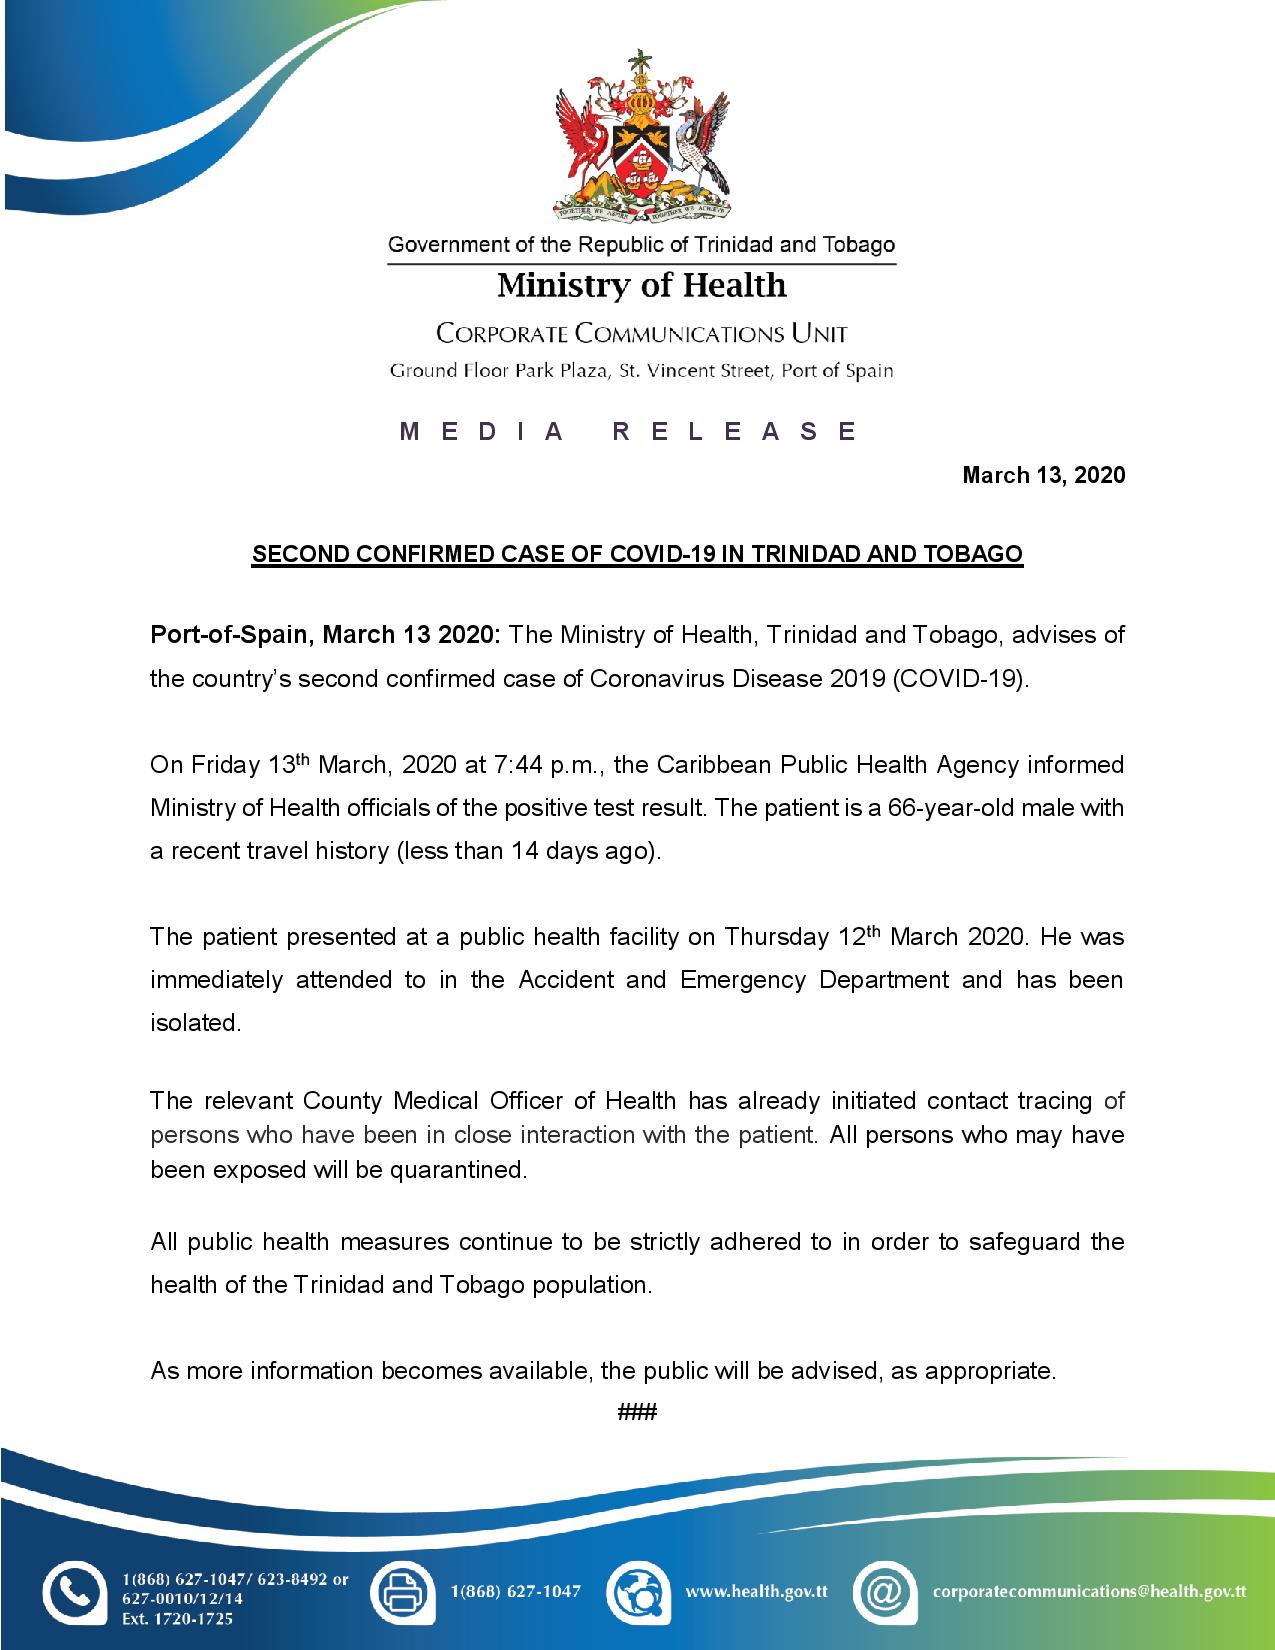 TOGETHER WE ASPIRE TOGETHER WE ACHIEVE
Government of the Republic of Trinidad and Tobago
Ministry of Health
CORPORATE COMMUNICATIONS UNIT
Ground Floor Park Plaza, St. Vincent Street, Port of Spain
MEDIA RELEASE
March 13, 2020
SECOND CONFIRMED CASE OF COVID-19 IN TRINIDAD AND TOBAGO
Port-of-Spain, March 13 2020: The Ministry of Health, Trinidad and Tobago, advises of
the country's second confirmed case of Coronavirus Disease 2019 (COVID-19).
On Friday 13th March, 2020 at 7:44 p.m., the Caribbean Public Health Agency informed
Ministry of Health officials of the positive test result. The patient is a 66-year-old male with
a recent travel history (less than 14 days ago).
The patient presented at a public health facility on Thursday 12th March 2020. He was
immediately attended to in the Accident and Emergency Department and has been
isolated.
The relevant County Medical Officer of Health has already initiated contact tracing of
persons who have been in close interaction with the patient. All persons who may have
been exposed will be quarantined.
All public health measures continue to be strictly adhered to in order to safeguard the
health of the Trinidad and Tobago population.
As more information becomes available, the public will be advised, as appropriate.
###
1(868) 627-1047/ 623-8492 or
627-0010/12/14
Ext. 1720-1725
1(868) 627-1047
www.health.gov.tt
@
corporatecommunications@health.gov.tt